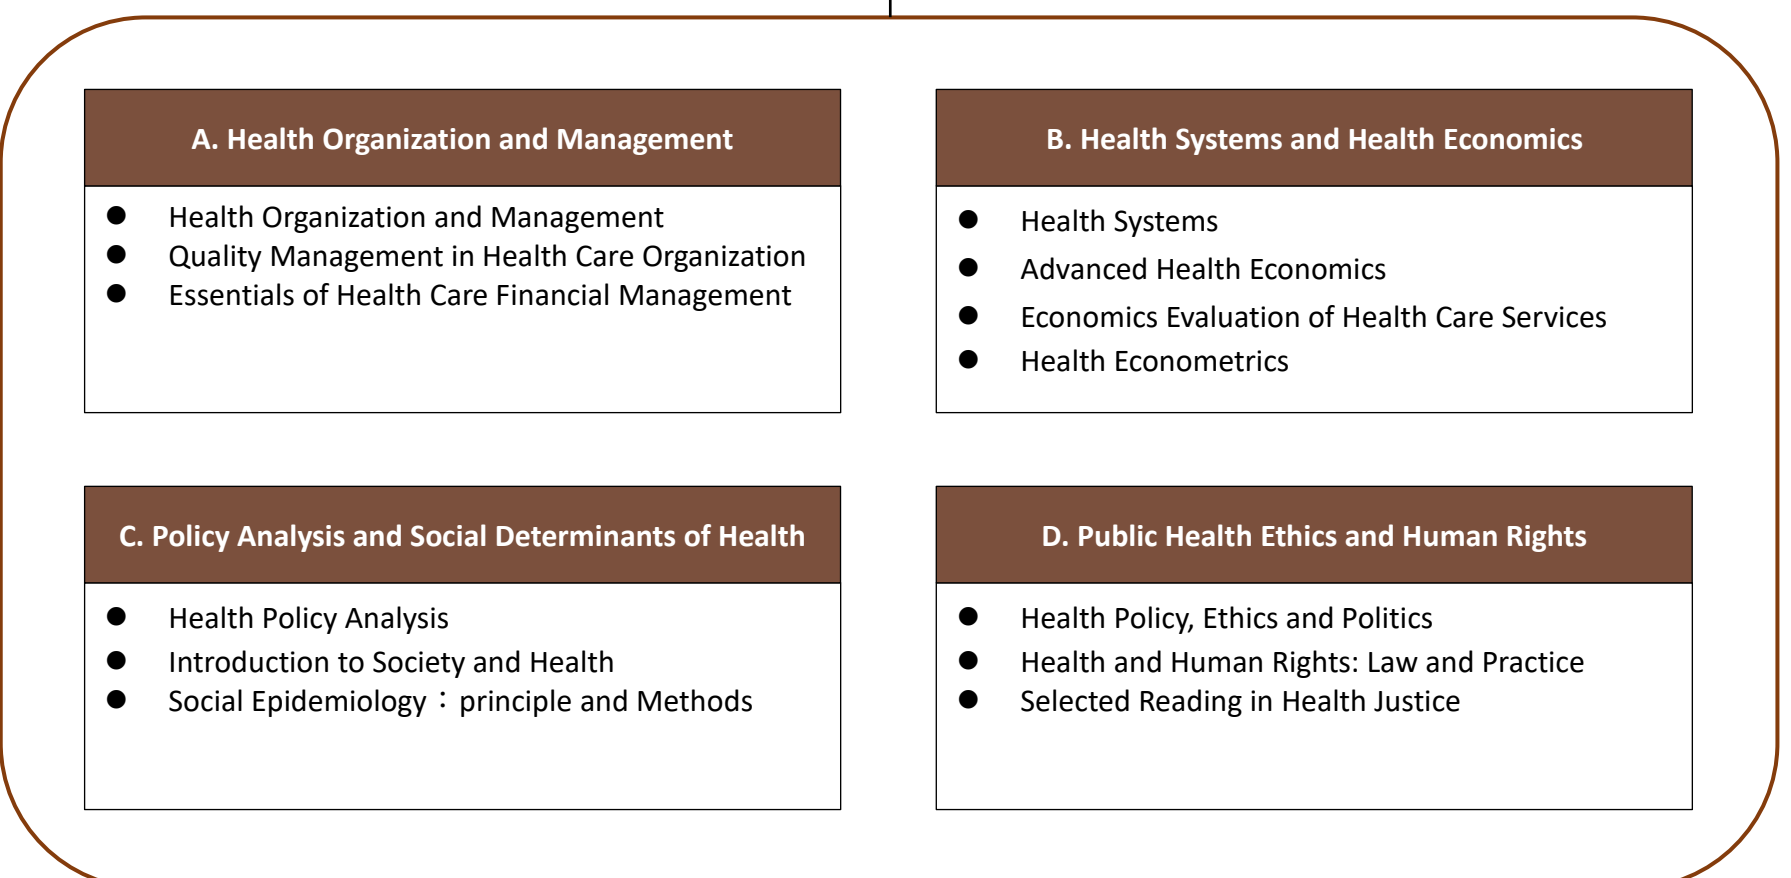 A. Health Organization and Management
● Health Organization and Management
● Quality Management in Health Care Organization
● Essentials of Health Care Financial Management
B. Health Systems and Health Economics
● Health Systems
● Advanced Health Economics
● Economics Evaluation of Health Care Services
● Health Econometrics
C. Policy Analysis and Social Determinants of Health
● Health Policy Analysis
● Introduction to Society and Health
● Social Epidemiology：principle and Methods
D. Public Health Ethics and Human Rights
● Health Policy, Ethics and Politics
● Health and Human Rights: Law and Practice
● Selected Reading in Health Justice